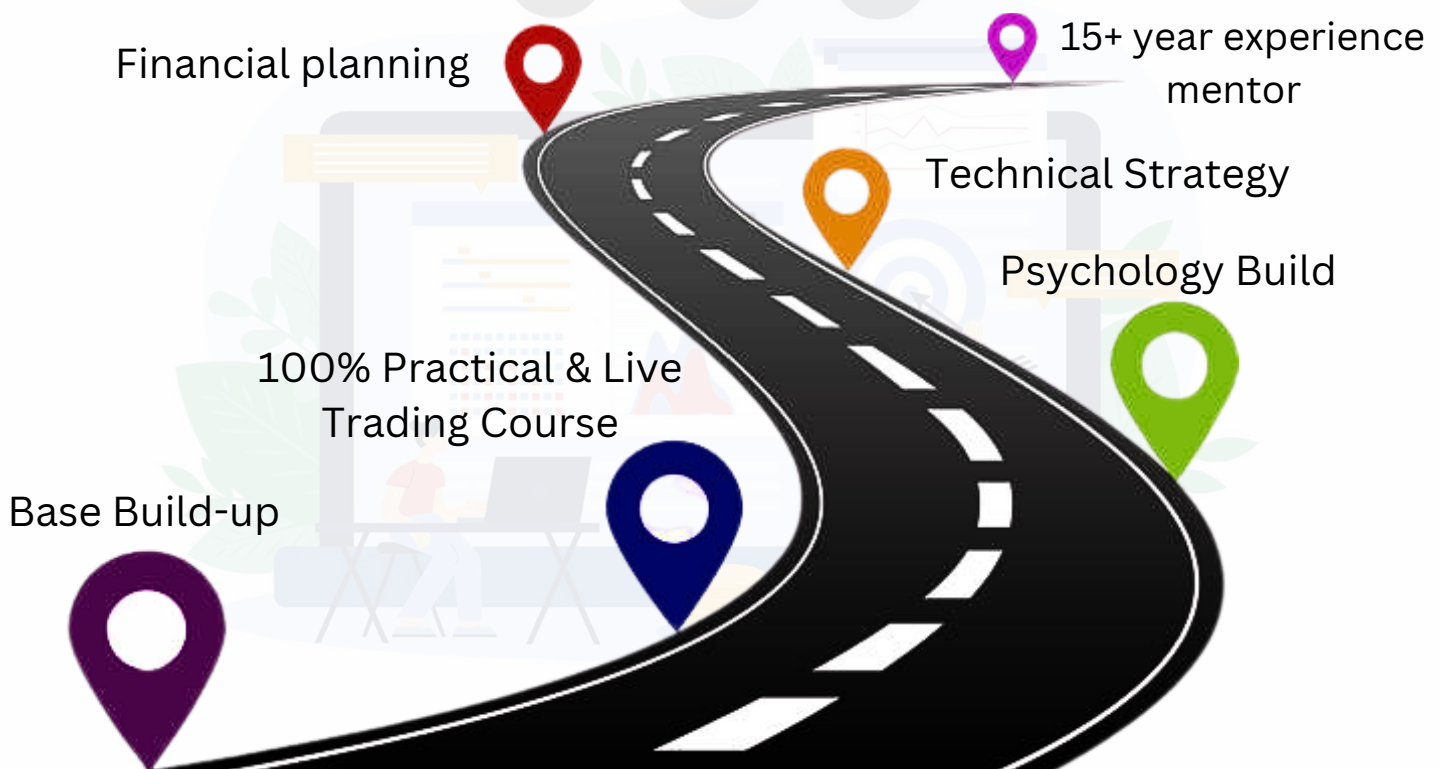 Financial planning
15+ year experience
mentor
Technical Strategy
Psychology Build
100% Practical & Live
Trading Course
Base Build-up